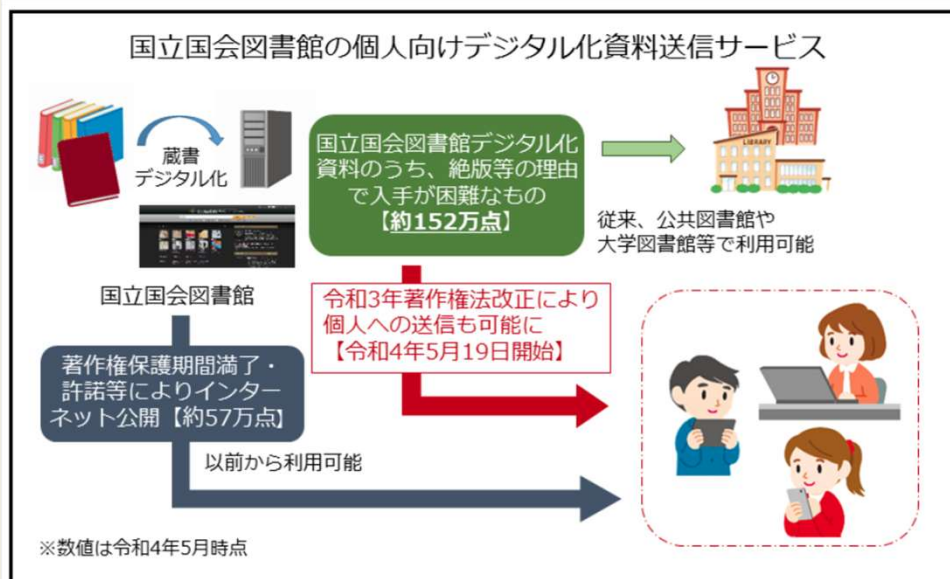 国立国会図書館の個人向けデジタル化資料送信サービス
蔵書
デジタル化
国立国会図書館デジタル化
資料のうち、絶版等の理由
で入手が困難なもの
【約152万点】
LIBRARY
従来、公共図書館や
大学図書館等で利用可能
国立国会図書館
令和3年著作権法改正により
個人への送信も可能に
【令和4年5月19日開始】
著作権保護期間満了・
許諾等によりインター
ネット公開【約57万点】
以前から利用可能
※数値は令和4年5月時点